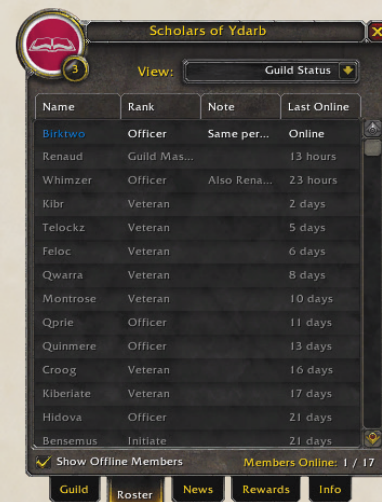 Scholars of Ydarb
3
View: Guild Status
Name Rank Note Last Online
Birktwo Officer Same per... Online
Renaud Guild Mas... 13 hours
Whimzer Officer Also Rena... 23 hours
Kibr Veteran 2 days
Telockz Veteran 5 days
Feloc Veteran 6 days
Qwarra Veteran 8 days
Montrose Veteran 10 days
Qprie Officer 11 days
Quinmere Officer 13 days
Croog Veteran 16 days
Kiberiate Veteran 17 days
Hidova Officer 21 days
Bensemus Initiate 21 days
Show Offline Members Members Online: 1 / 17
Guild Roster News Rewards Info